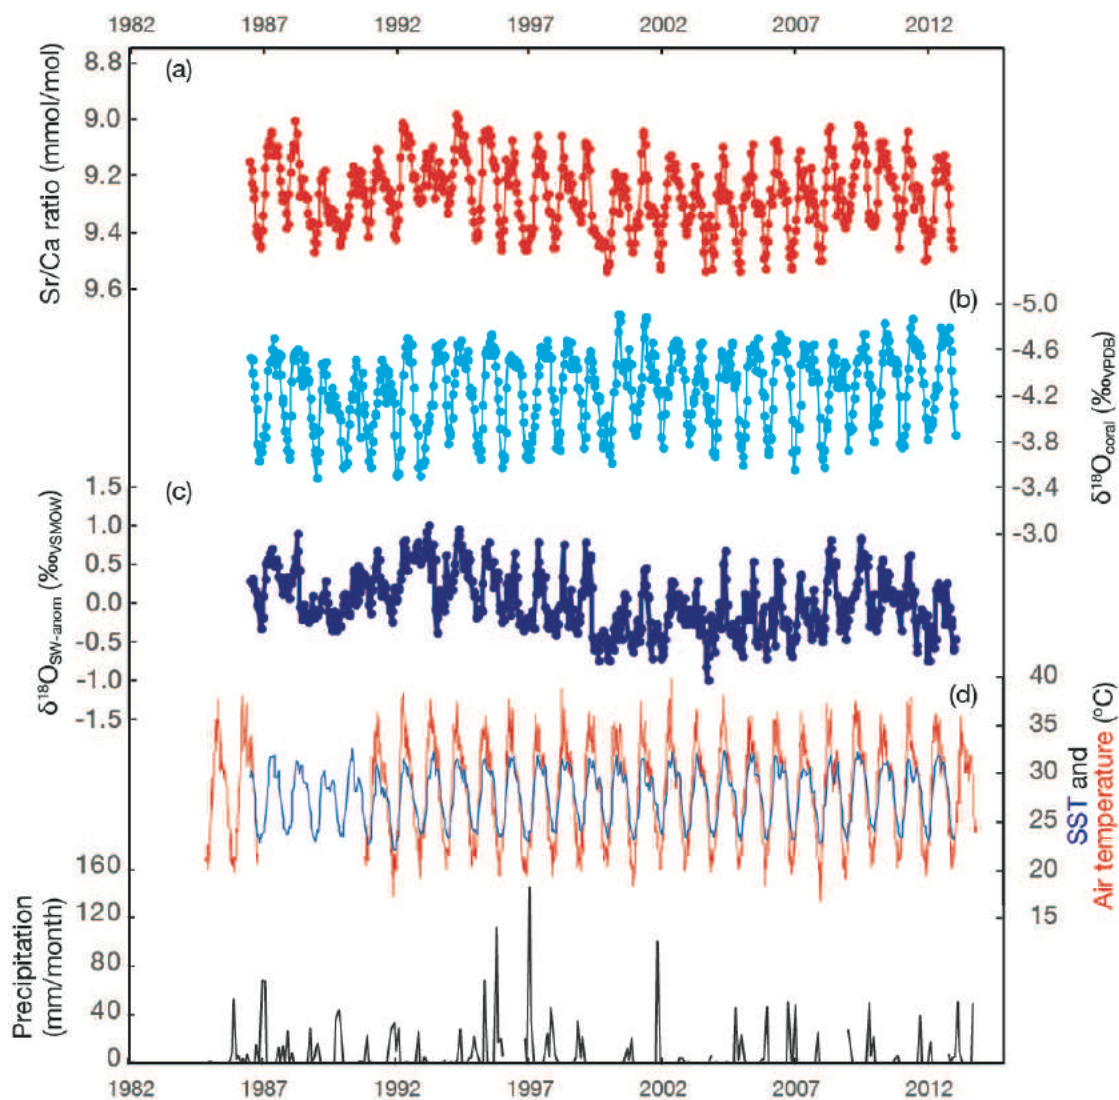 1982 1987 1992 1997 2002 2007 2012
Sr/Ca ratio (mmol/mol)
8.8
9.0
9.2
9.4
9.6
(a)
(b)
-5.0
-4.6
-4.2
-3.8
-3.4
-3.0
δ¹⁸Ocoral (‰VPDB)
(c)
1.5
1.0
0.5
0.0
-0.5
-1.0
-1.5
δ¹⁸OSW-anom (‰VSMOW)
(d)
40
35
30
25
20
15
SST and
Air temperature (°C)
160
120
80
40
0
Precipitation
(mm/month)
1982 1987 1992 1997 2002 2007 2012